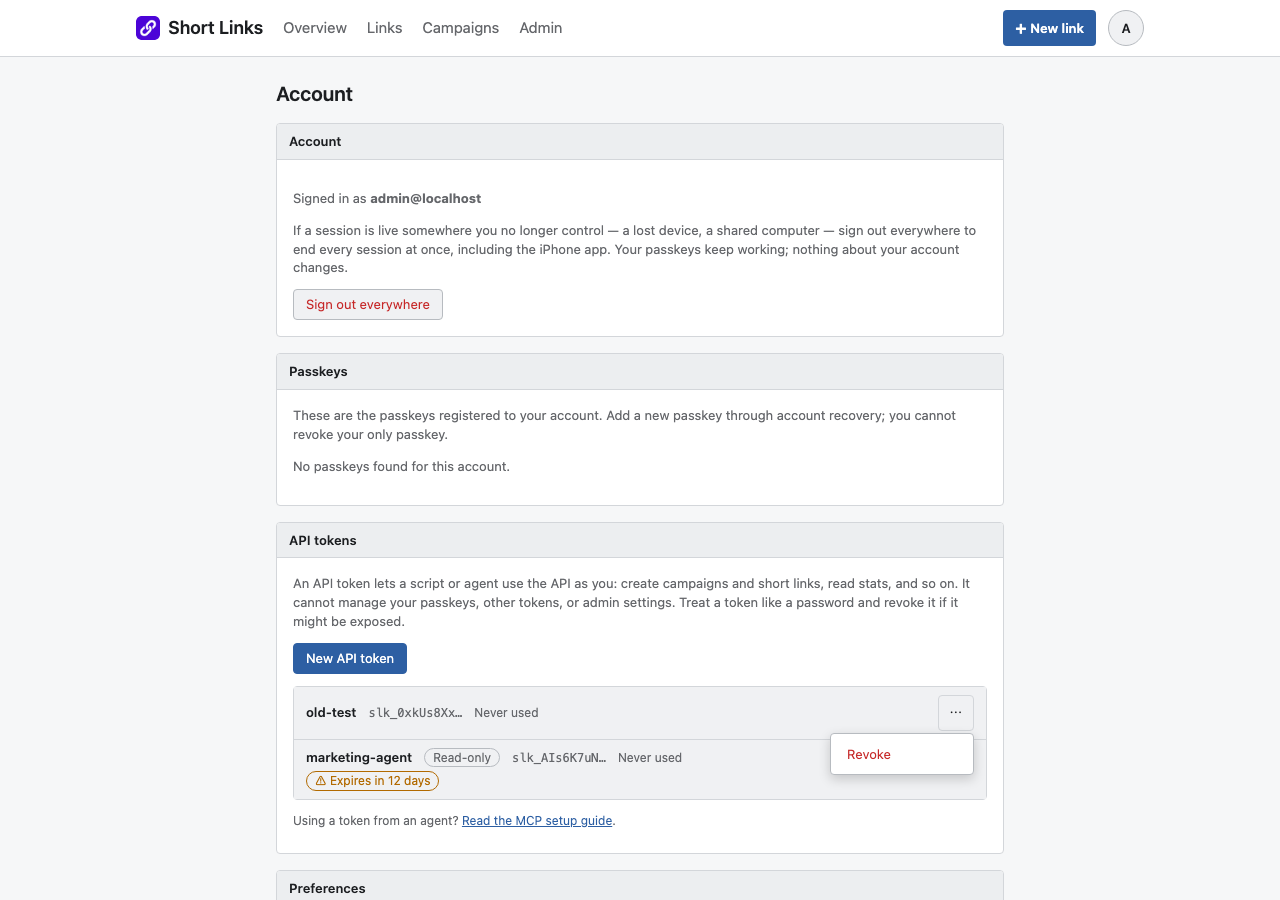 Short Links
Overview
Links
Campaigns
Admin
+ New link
A
Account
Account
Signed in as admin@localhost
If a session is live somewhere you no longer control — a lost device, a shared computer — sign out everywhere to
end every session at once, including the iPhone app. Your passkeys keep working; nothing about your account
changes.
Sign out everywhere
Passkeys
These are the passkeys registered to your account. Add a new passkey through account recovery; you cannot
revoke your only passkey.
No passkeys found for this account.
API tokens
An API token lets a script or agent use the API as you: create campaigns and short links, read stats, and so on. It
cannot manage your passkeys, other tokens, or admin settings. Treat a token like a password and revoke it if it
might be exposed.
New API token
old-test slk_0xkUs8Xx… Never used
···
marketing-agent Read-only slk_AIs6K7uN… Never used
Revoke
⚠ Expires in 12 days
Using a token from an agent? Read the MCP setup guide.
Preferences